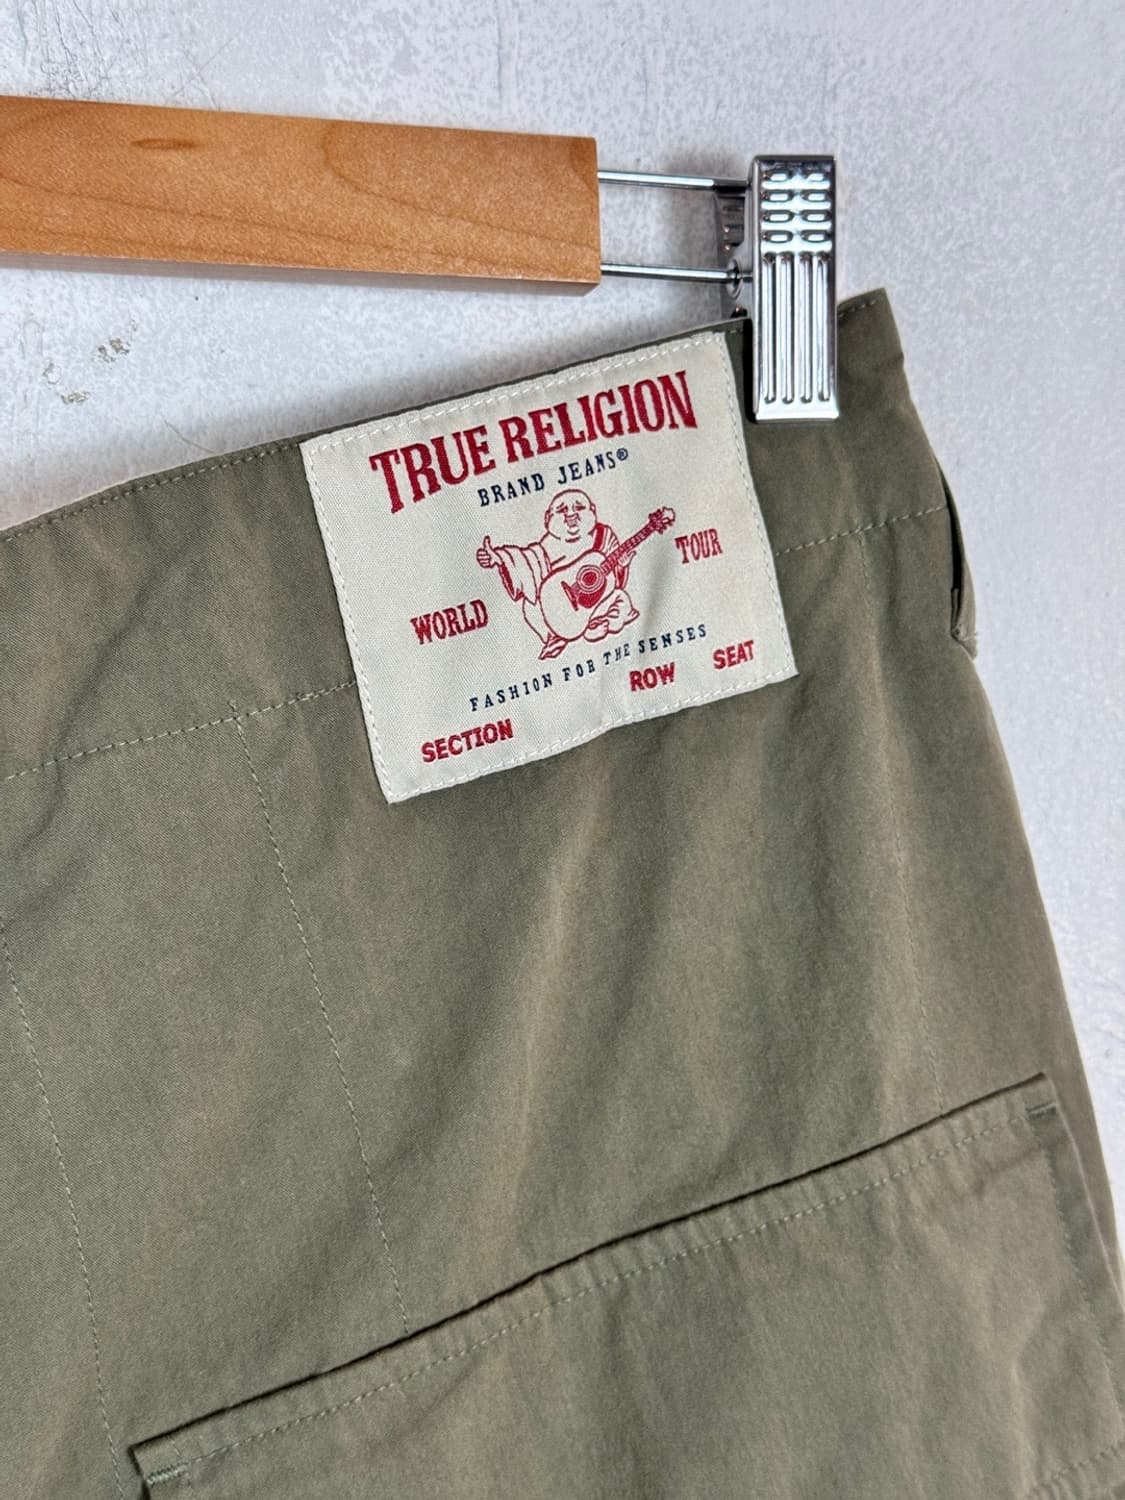 TRUE RELIGION
BRAND JEANS®
WORLD TOUR
FASHION FOR THE SENSES
SECTION ROW SEAT